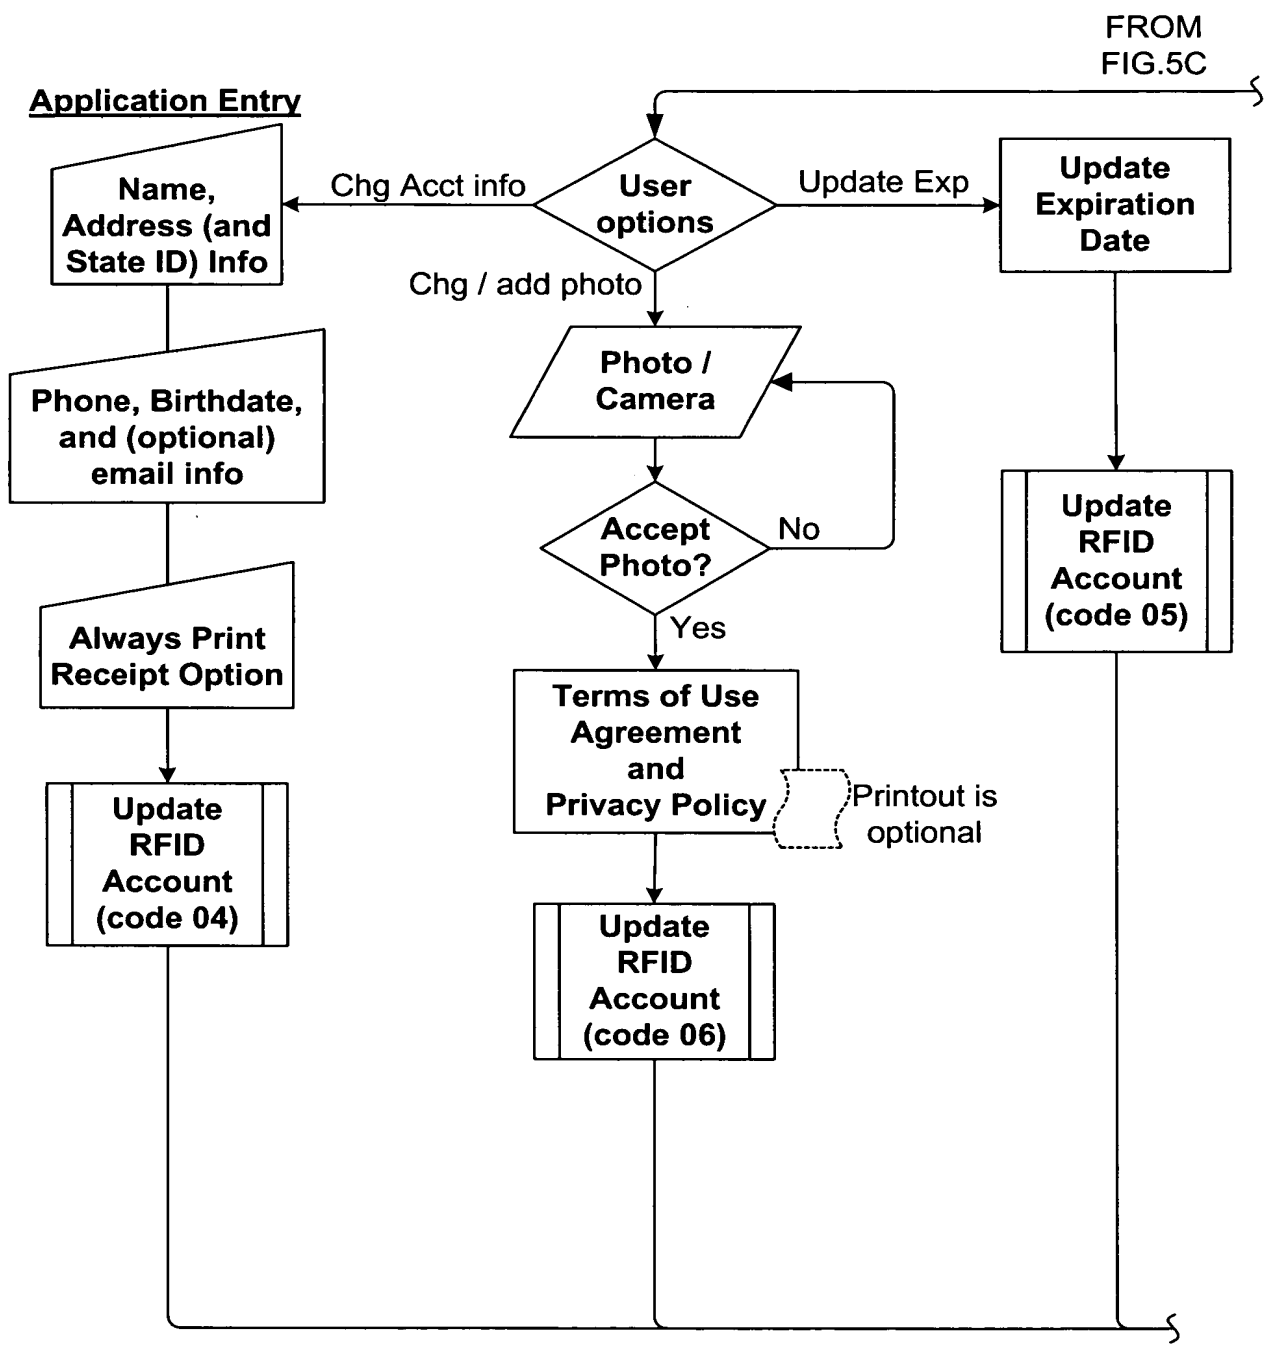 FROM
FIG.5C
Application Entry
Name,
Address (and
State ID) Info
Chg Acct info
User
options
Update Exp
Update
Expiration
Date
Chg / add photo
Phone, Birthdate,
and (optional)
email info
Photo /
Camera
Accept
Photo?
No
Yes
Update
RFID
Account
(code 05)
Always Print
Receipt Option
Terms of Use
Agreement
and
Privacy Policy
Printout is
optional
Update
RFID
Account
(code 04)
Update
RFID
Account
(code 06)